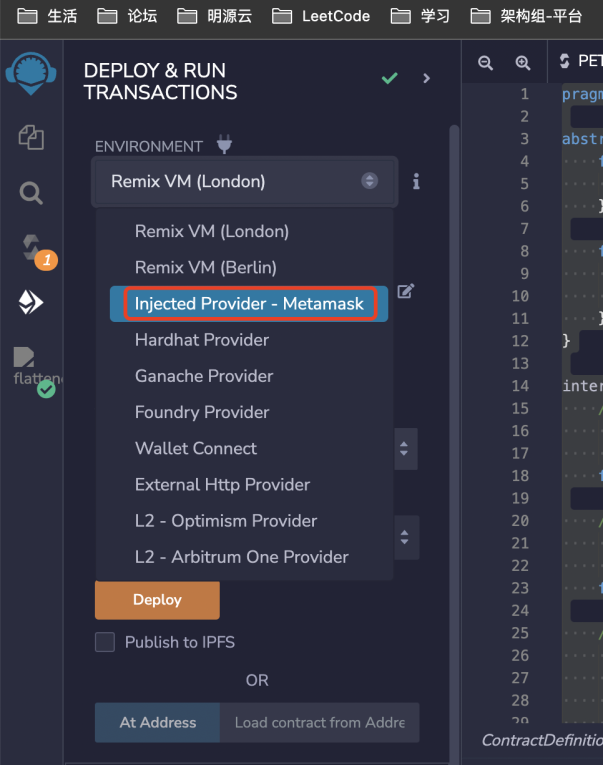 生活 论坛 明源云 LeetCode 学习 架构组-平台
DEPLOY & RUN
TRANSACTIONS
ENVIRONMENT
Remix VM (London)
Remix VM (London)
Remix VM (Berlin)
1
Injected Provider - Metamask
Hardhat Provider
Ganache Provider
flattene
Foundry Provider
Wallet Connect
External Http Provider
L2 - Optimism Provider
L2 - Arbitrum One Provider
Deploy
Publish to IPFS
OR
At Address Load contract from Addre
PET
1 pragm
2
3 abstr
4 f
5
6 }
7
8 f
9
10
11 }
12 }
13
14 inter
15 /
16
17
18 f
19
20 /
21
22
23 f
24
25 /
26
27
28
29
ContractDefinitio